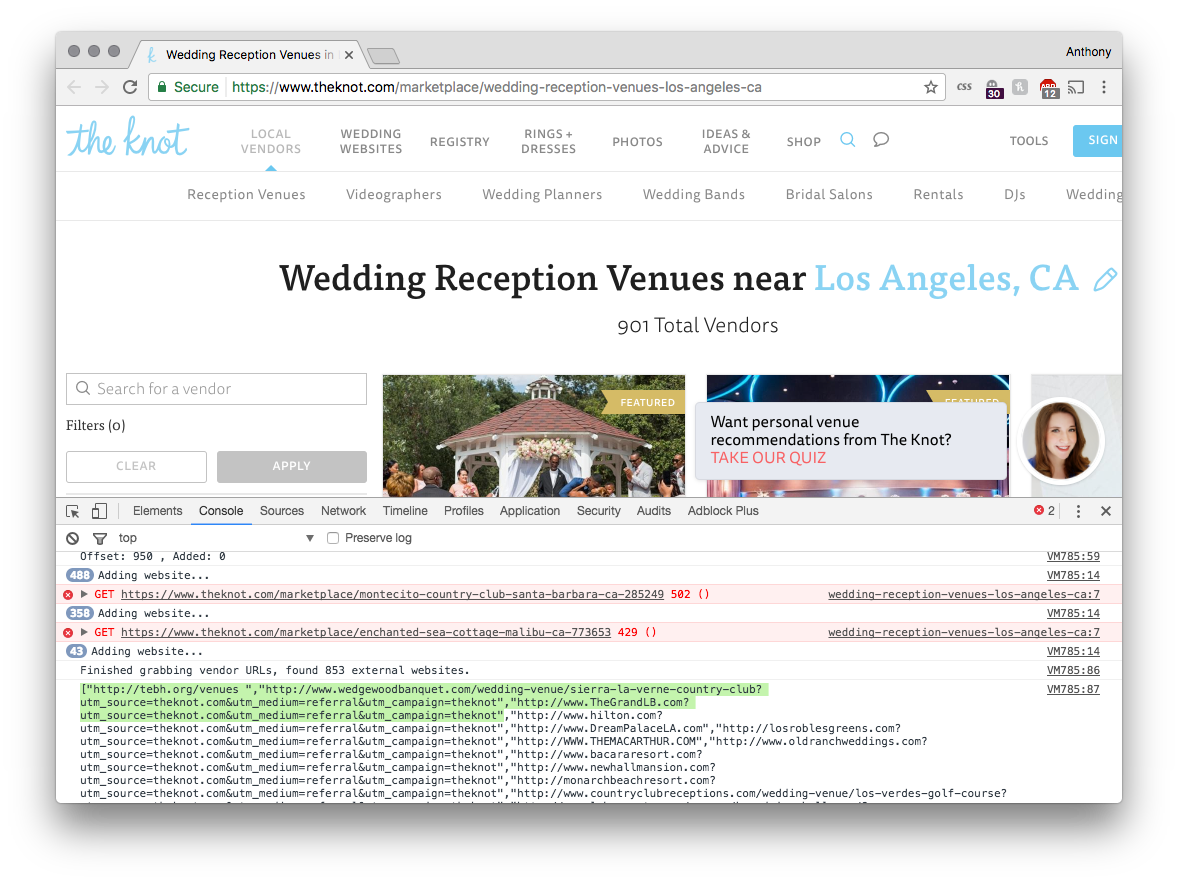 Wedding Reception Venues in
Anthony
Secure https://www.theknot.com/marketplace/wedding-reception-venues-los-angeles-ca
css 30 12
the knot
LOCAL VENDORS
WEDDING WEBSITES
REGISTRY
RINGS + DRESSES
PHOTOS
IDEAS & ADVICE
SHOP
TOOLS
SIGN
Reception Venues Videographers Wedding Planners Wedding Bands Bridal Salons Rentals DJs Wedding
Wedding Reception Venues near Los Angeles, CA
901 Total Vendors
Search for a vendor
Filters (0)
CLEAR APPLY
FEATURED
FEATURED
Want personal venue
recommendations from The Knot?
TAKE OUR QUIZ
Elements Console Sources Network Timeline Profiles Application Security Audits Adblock Plus 2
top Preserve log
Offset: 950 , Added: 0 VM785:59
488 Adding website... VM785:14
GET https://www.theknot.com/marketplace/montecito-country-club-santa-barbara-ca-285249 502 () wedding-reception-venues-los-angeles-ca:7
358 Adding website... VM785:14
GET https://www.theknot.com/marketplace/enchanted-sea-cottage-malibu-ca-773653 429 () wedding-reception-venues-los-angeles-ca:7
43 Adding website... VM785:14
Finished grabbing vendor URLs, found 853 external websites. VM785:86
["http://tebh.org/venues ","http://www.wedgewoodbanquet.com/wedding-venue/sierra-la-verne-country-club? VM785:87
utm_source=theknot.com&utm_medium=referral&utm_campaign=theknot","http://www.TheGrandLB.com?
utm_source=theknot.com&utm_medium=referral&utm_campaign=theknot","http://www.hilton.com?
utm_source=theknot.com&utm_medium=referral&utm_campaign=theknot","http://www.DreamPalaceLA.com","http://losroblesgreens.com?
utm_source=theknot.com&utm_medium=referral&utm_campaign=theknot","http://WWW.THEMACARTHUR.COM","http://www.oldranchweddings.com?
utm_source=theknot.com&utm_medium=referral&utm_campaign=theknot","http://www.bacararesort.com?
utm_source=theknot.com&utm_medium=referral&utm_campaign=theknot","http://www.newhallmansion.com?
utm_source=theknot.com&utm_medium=referral&utm_campaign=theknot","http://monarchbeachresort.com?
utm_source=theknot.com&utm_medium=referral&utm_campaign=theknot","http://www.countryclubreceptions.com/wedding-venue/los-verdes-golf-course?